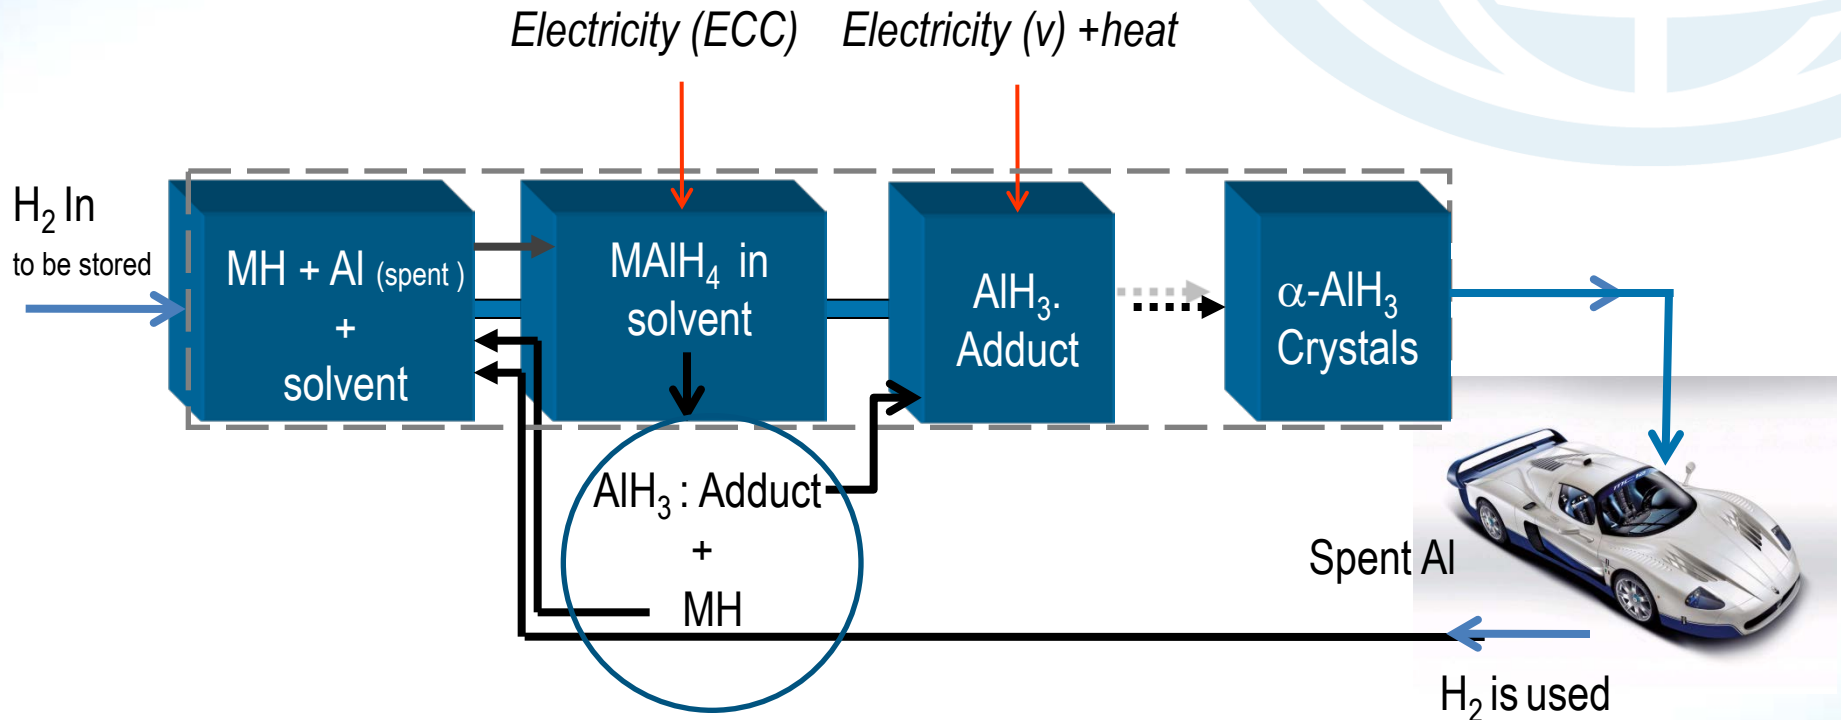 Electricity (ECC)
Electricity (v) +heat
H₂ In
to be stored
MH + Al (spent )
+
solvent
MAlH₄ in
solvent
AlH₃.
Adduct
α-AlH₃
Crystals
AlH₃ : Adduct
+
MH
Spent Al
H₂ is used